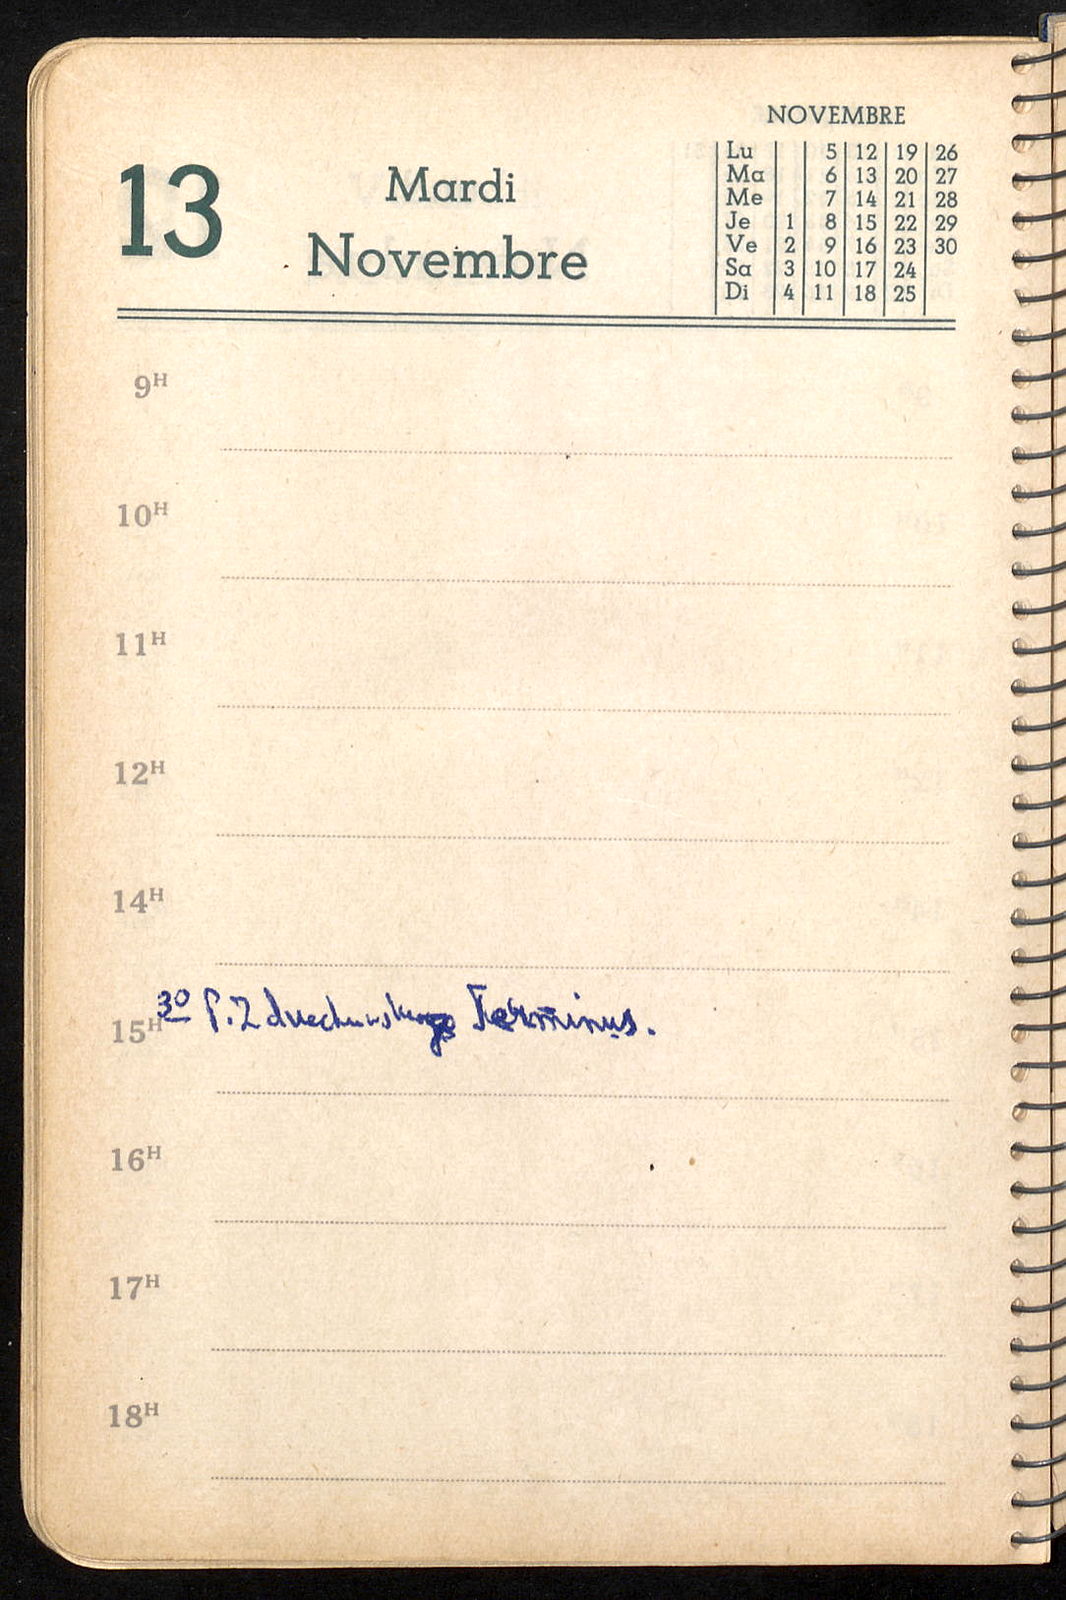 13
Mardi
Novembre
NOVEMBRE
Lu 5 12 19 26
Ma 6 13 20 27
Me 7 14 21 28
Je 1 8 15 22 29
Ve 2 9 16 23 30
Sa 3 10 17 24
Di 4 11 18 25
9H
10H
11H
12H
14H
15H 30 P. Terminus.
16H
17H
18H